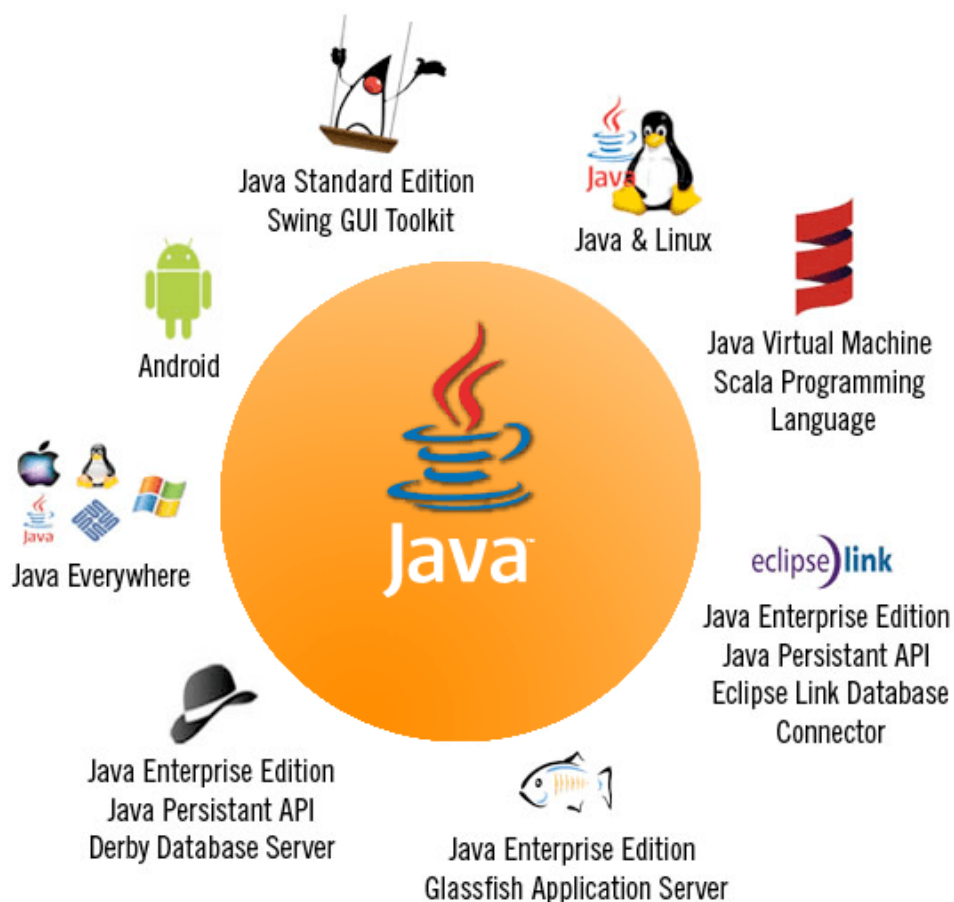 Java Standard Edition
Swing GUI Toolkit
Java
Java & Linux
Android
Java Virtual Machine
Scala Programming
Language
Java™
Java
Java Everywhere
eclipse)link
Java Enterprise Edition
Java Persistant API
Eclipse Link Database
Connector
Java Enterprise Edition
Java Persistant API
Derby Database Server
Java Enterprise Edition
Glassfish Application Server